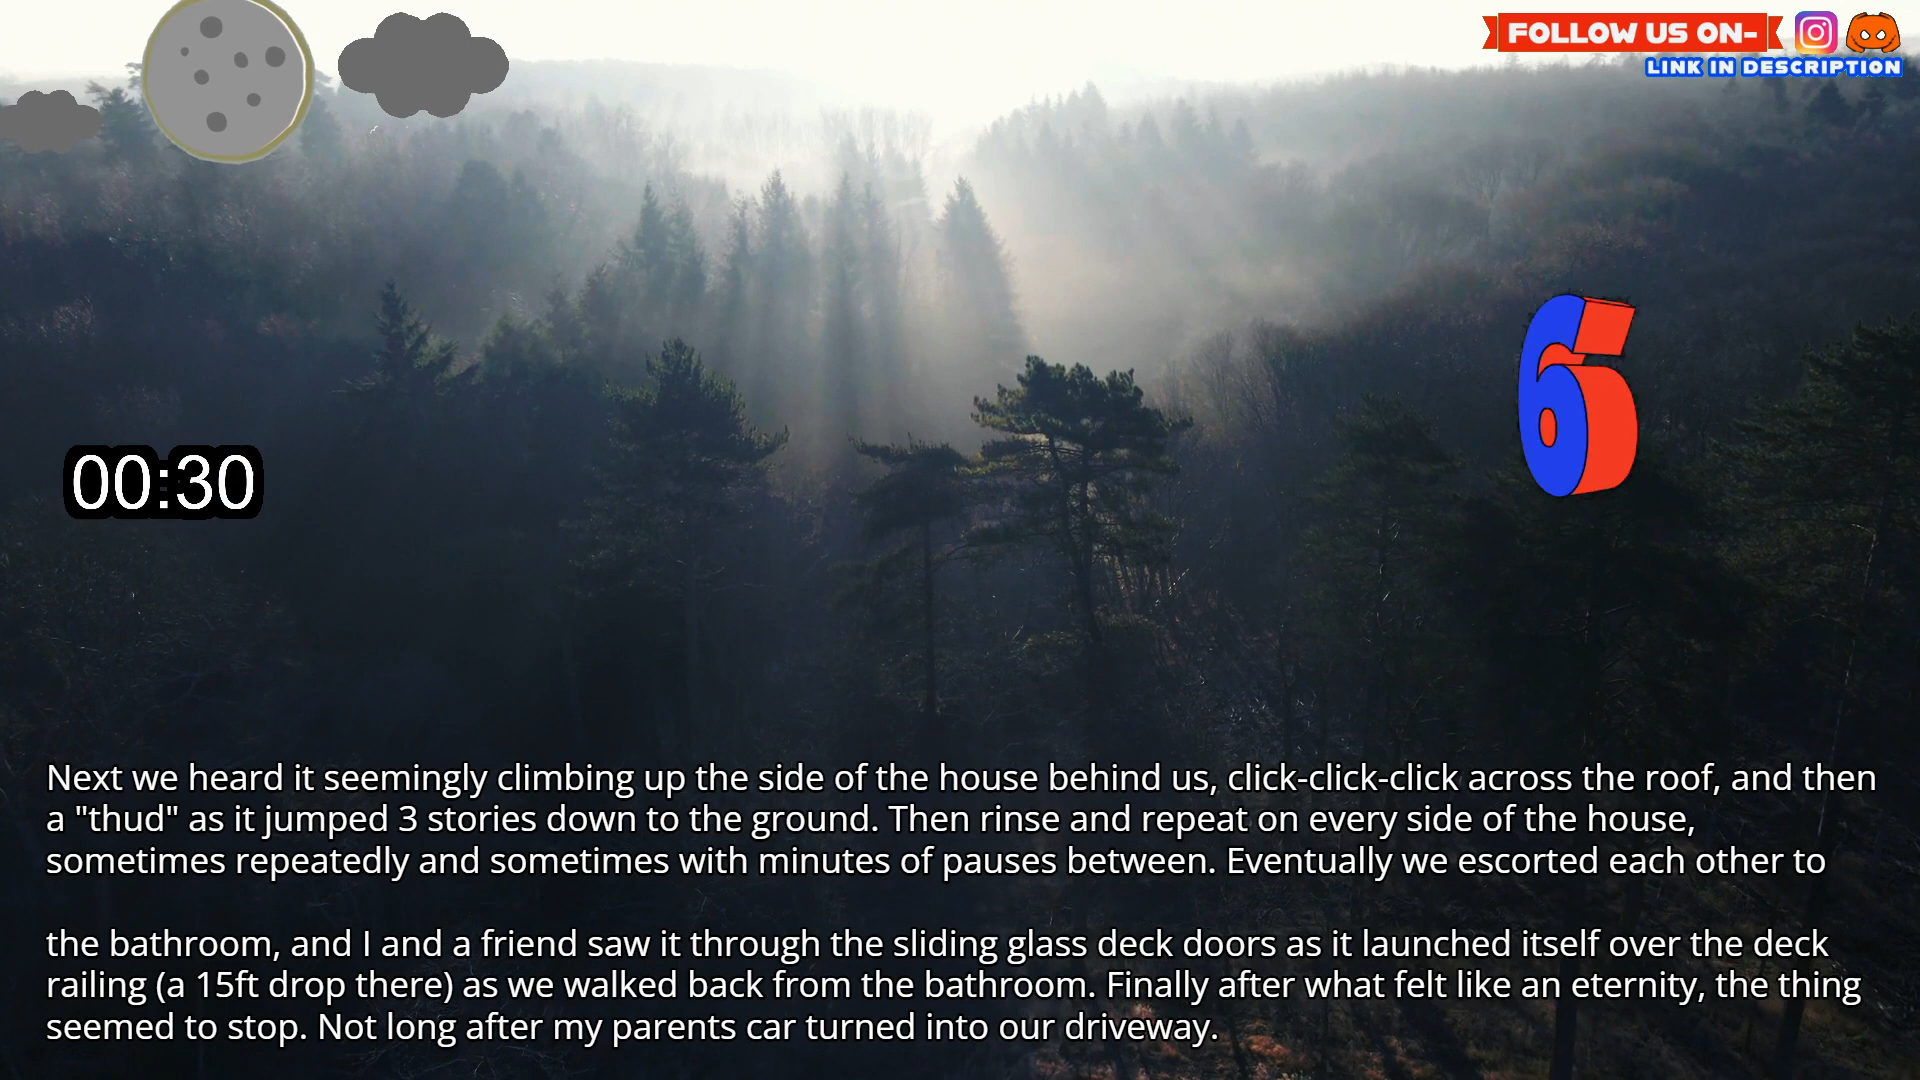 FOLLOW US ON-
LINK IN DESCRIPTION
6
00:30
Next we heard it seemingly climbing up the side of the house behind us, click-click-click across the roof, and then
a "thud" as it jumped 3 stories down to the ground. Then rinse and repeat on every side of the house,
sometimes repeatedly and sometimes with minutes of pauses between. Eventually we escorted each other to
the bathroom, and I and a friend saw it through the sliding glass deck doors as it launched itself over the deck
railing (a 15ft drop there) as we walked back from the bathroom. Finally after what felt like an eternity, the thing
seemed to stop. Not long after my parents car turned into our driveway.